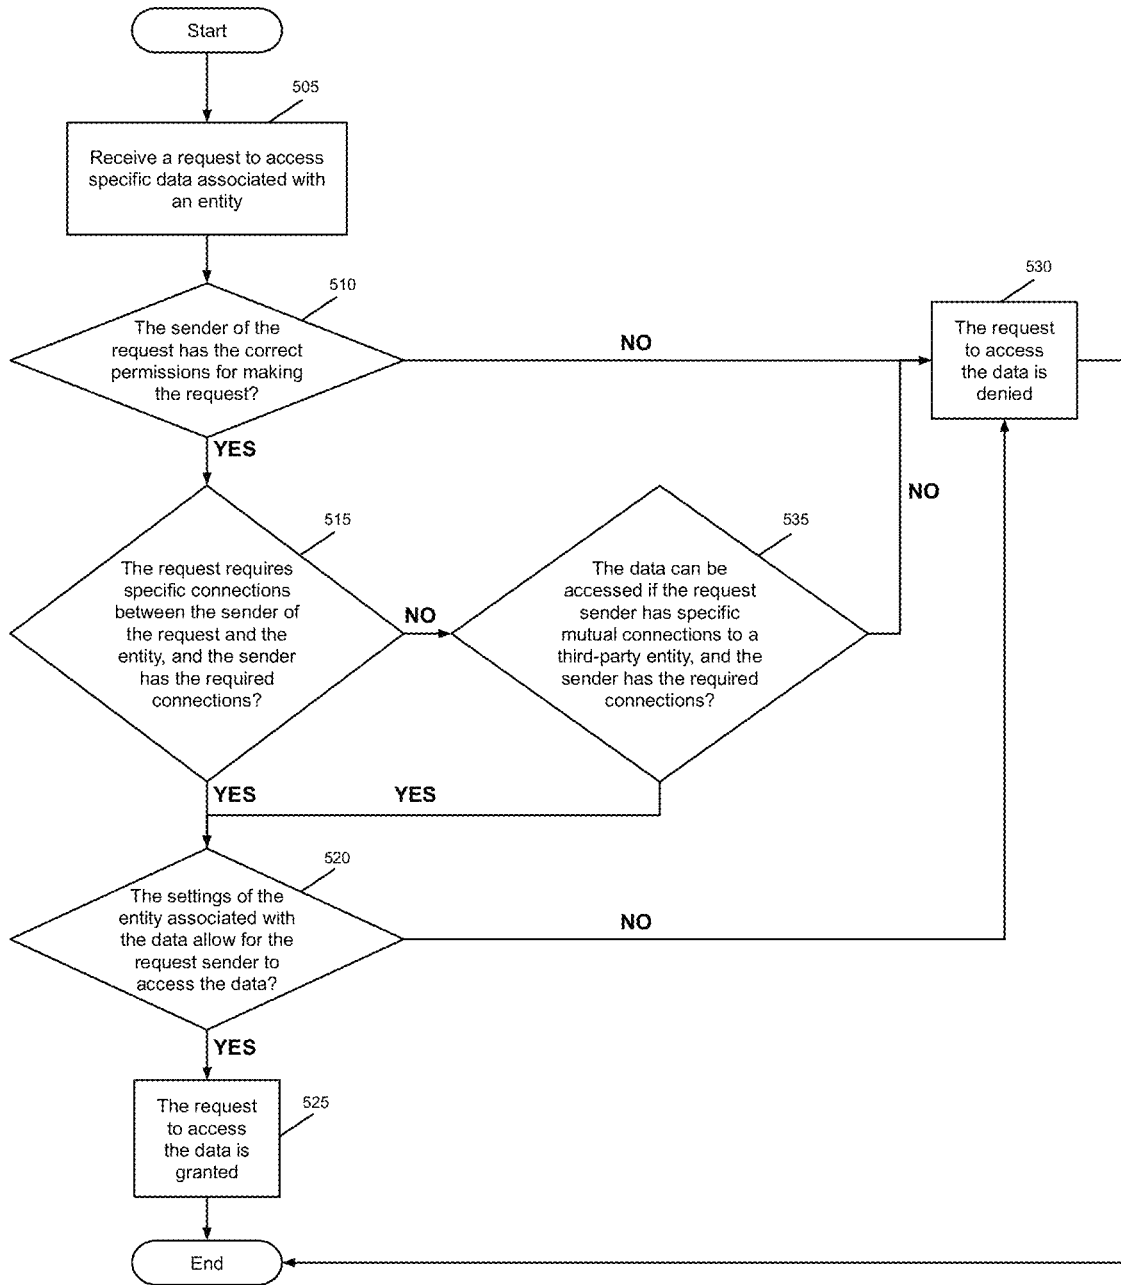 Start
505
Receive a request to access
specific data associated with
an entity
510
The sender of the
request has the correct
permissions for making
the request?
NO
530
The request
to access
the data is
denied
YES
515
The request requires
specific connections
between the sender of
the request and the
entity, and the sender
has the required
connections?
NO
535
The data can be
accessed if the request
sender has specific
mutual connections to a
third-party entity, and the
sender has the required
connections?
NO
YES
YES
520
The settings of the
entity associated with
the data allow for the
request sender to
access the data?
NO
YES
525
The request
to access
the data is
granted
End